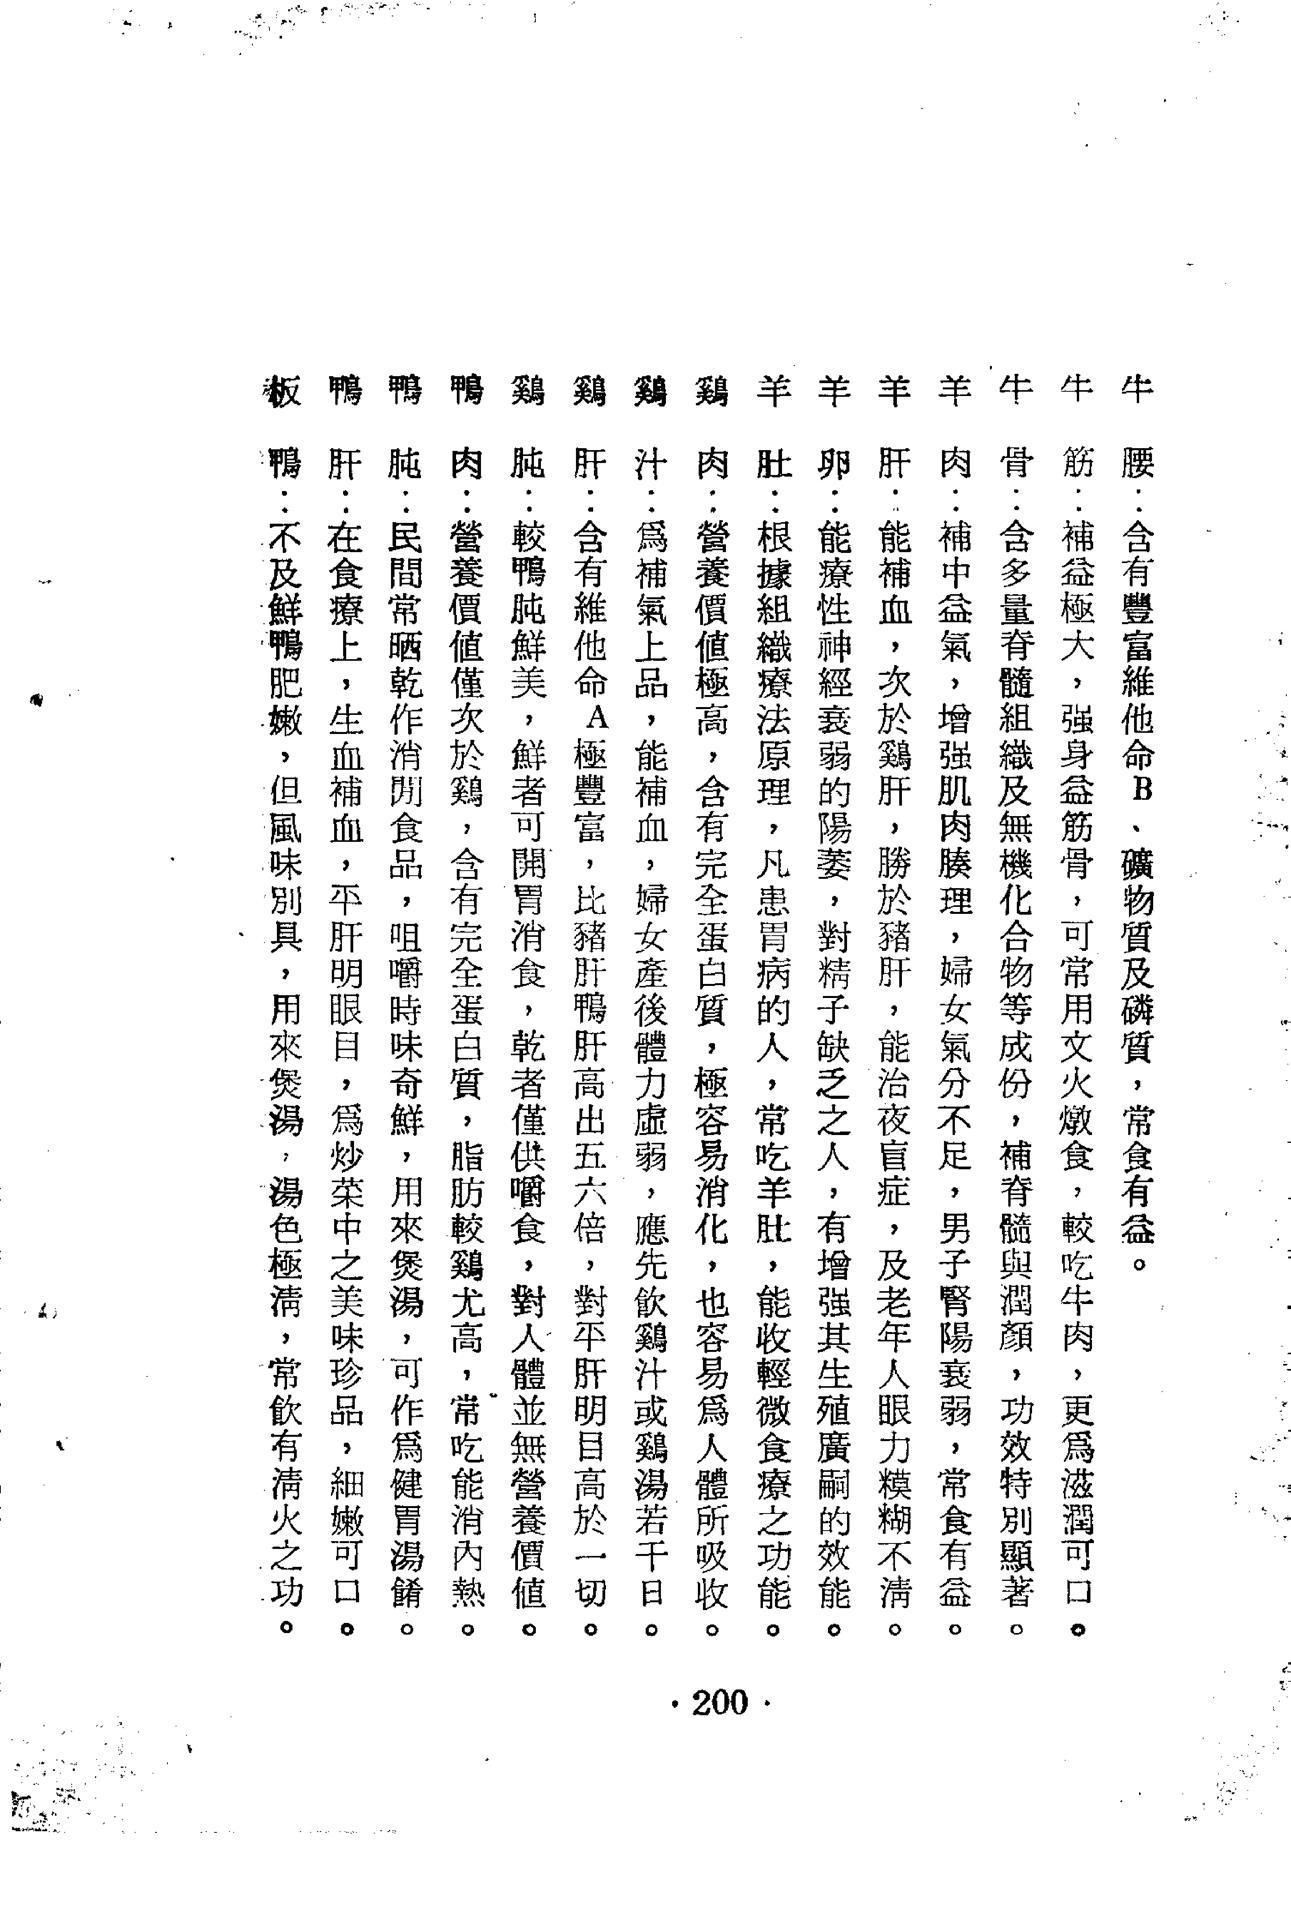 牛　腰：含有豐富維他命B、礦物質及磷質，常食有益。
牛　筋：補益極大，强身益筋骨，可常用文火燉食，較吃牛肉，更爲滋潤可口。
牛　骨：含多量脊髓組織及無機化合物等成份，補脊髓與潤顏，功效特別顯著。
羊　肉：補中益氣，增强肌肉腠理，婦女氣分不足，男子腎陽衰弱，常食有益。
羊　肝：能補血，次於鷄肝，勝於豬肝，能治夜盲症，及老年人眼力糢糊不清。
羊　卵：能療性神經衰弱的陽萎，對精子缺乏之人，有增强其生殖廣嗣的效能。
羊　肚：根據組織療法原理，凡患胃病的人，常吃羊肚，能收輕微食療之功能。
鷄　肉：營養價値極高，含有完全蛋白質，極容易消化，也容易爲人體所吸收。
鷄　汁：爲補氣上品，能補血，婦女產後體力虛弱，應先飲鷄汁或鷄湯若干日。
鷄　肝：含有維他命A極豐富，比豬肝鴨肝高出五六倍，對平肝明目高於一切。
鷄　肫：較鴨肫鮮美，鮮者可開胃消食，乾者僅供嚼食，對人體並無營養價値。
鴨　肉：營養價値僅次於鷄，含有完全蛋白質，脂肪較鷄尤高，常吃能消內熱。
鴨　肫：民間常晒乾作消閒食品，咀嚼時味奇鮮，用來煲湯，可作爲健胃湯餚。
鴨　肝：在食療上，生血補血，平肝明眼目，爲炒菜中之美味珍品，細嫩可口。
板　鴨：不及鮮鴨肥嫩，但風味別具，用來煲湯，湯色極淸，常飲有淸火之功。
·200·